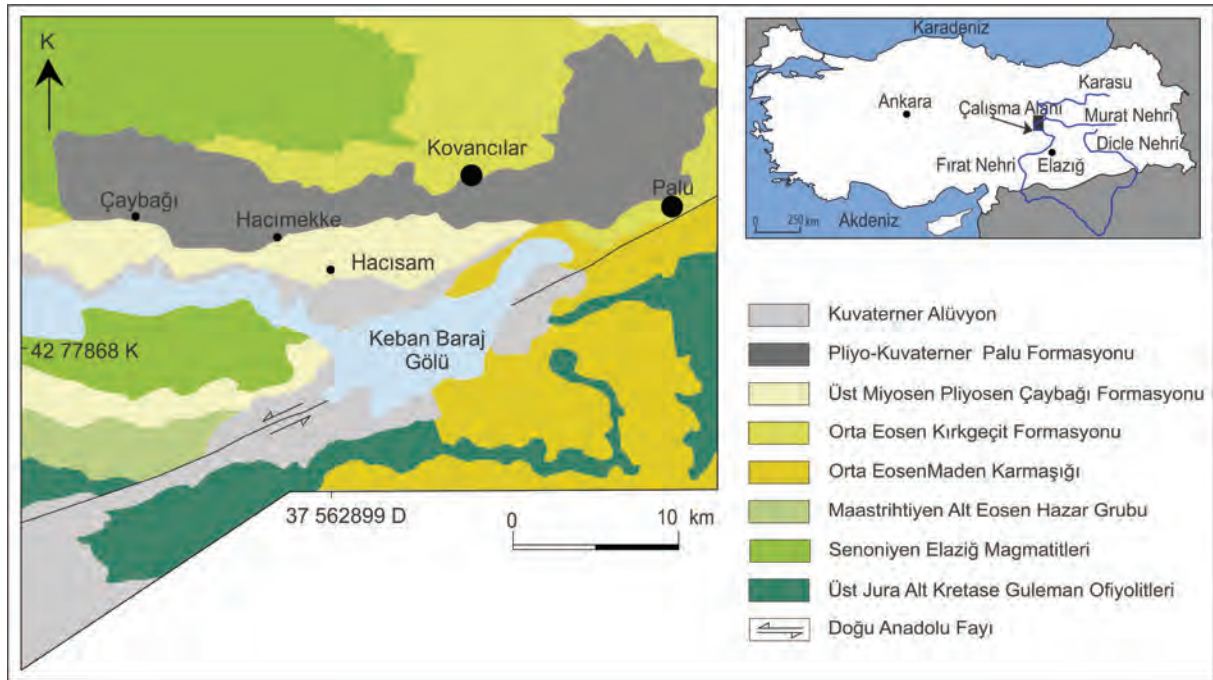 K
Kovancılar
Çaybağı
Palu
Hacımekke
Hacısam
Keban Baraj
Gölü
42 77868 K
37 562899 D
0 10 km
Karadeniz
Karasu
Ankara
Çalışma Alanı
Murat Nehri
Dicle Nehri
Fırat Nehri
Elazığ
0 250 km
Akdeniz
Kuvaterner Alüvyon
Pliyo-Kuvaterner Palu Formasyonu
Üst Miyosen Pliyosen Çaybağı Formasyonu
Orta Eosen Kırkgeçit Formasyonu
Orta EosenMaden Karmaşığı
Maastrihtiyen Alt Eosen Hazar Grubu
Senoniyen Elaziğ Magmatitleri
Üst Jura Alt Kretase Guleman Ofiyolitleri
Doğu Anadolu Fayı